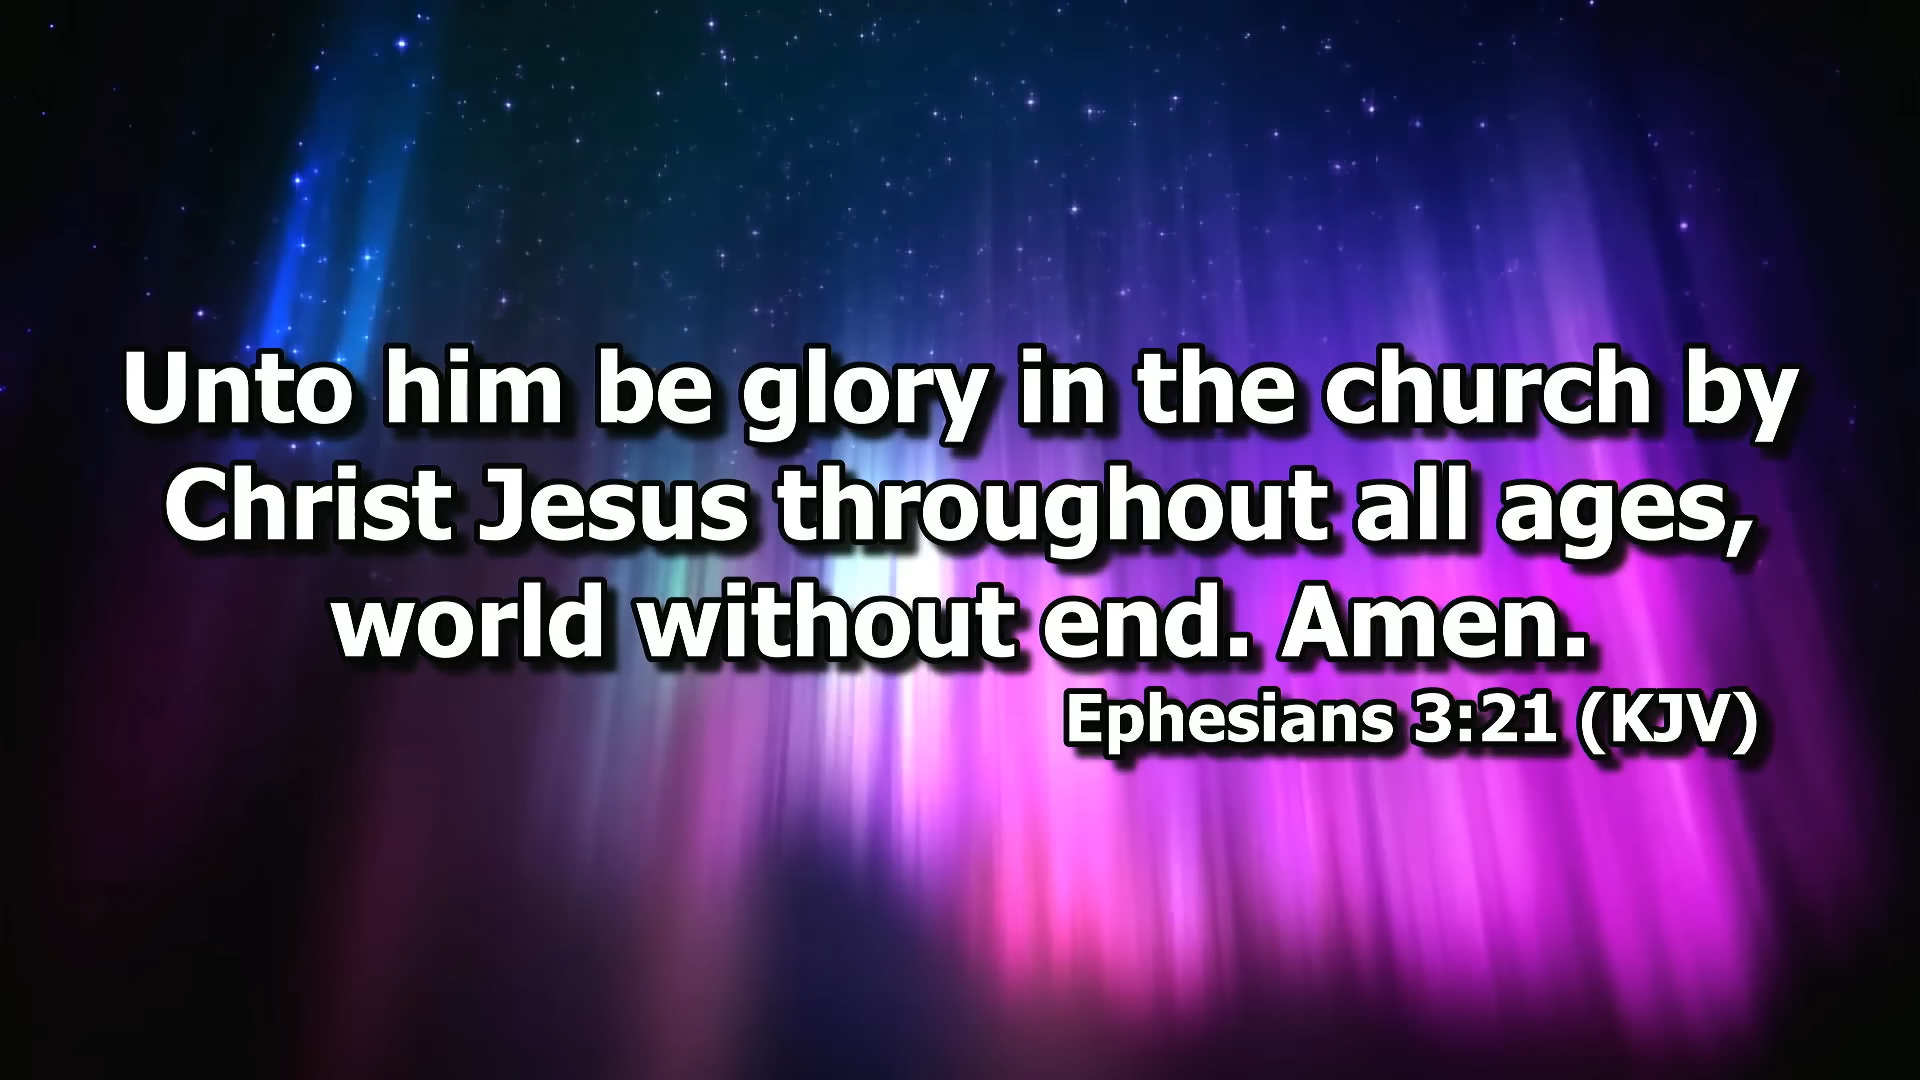 Unto him be glory in the church by
Christ Jesus throughout all ages,
world without end. Amen.
Ephesians 3:21 (KJV)